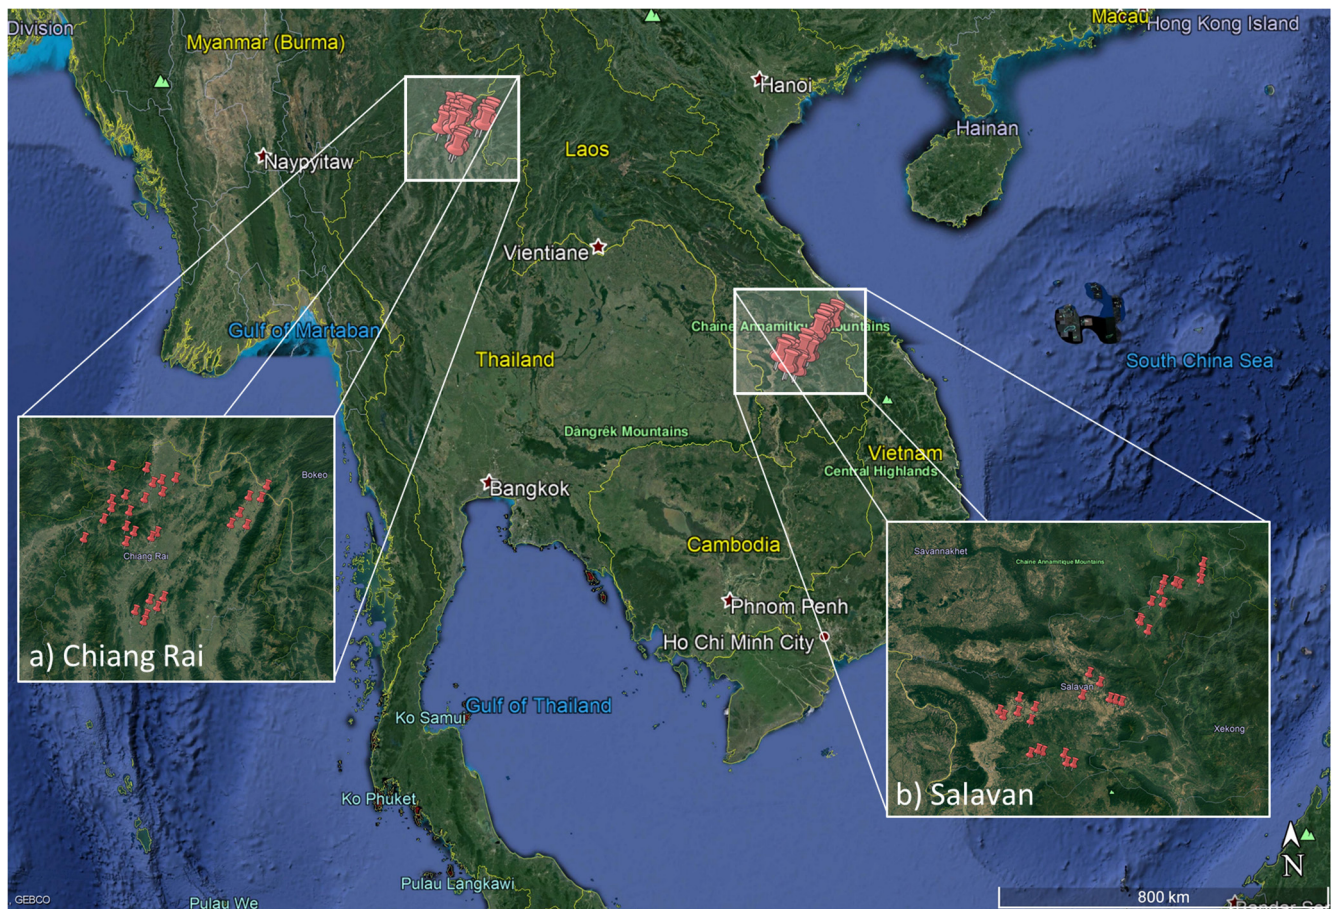 Division
Myanmar (Burma)
Macau
Hong Kong Island
Hanoi
Hainan
Laos
Naypyitaw
Vientiane
Gulf of Martaban
Chaine Annamitique Mountains
Thailand
South China Sea
Dângrêk Mountains
Vietnam
Central Highlands
Bangkok
Bokeo
Chiang Rai
a) Chiang Rai
Cambodia
Phnom Penh
Ho Chi Minh City
Savannakhet
Chaine Annamitique Mountains
Salavan
Xekong
b) Salavan
Gulf of Thailand
Ko Samui
Ko Phuket
Pulau Langkawi
Pulau We
GEBCO
N
800 km